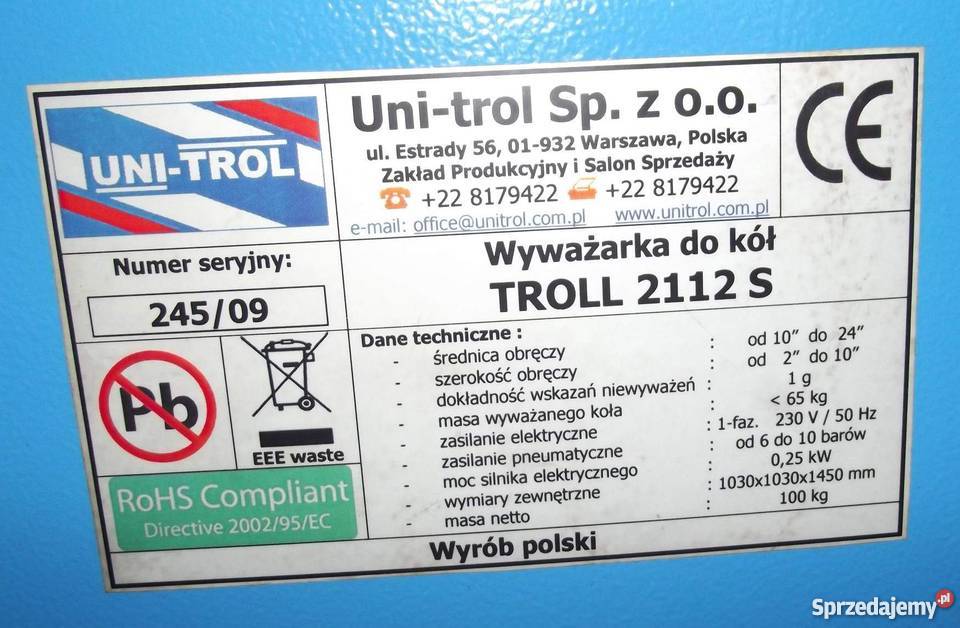 UNI-TROL
Uni-trol Sp. z o.o.
ul. Estrady 56, 01-932 Warszawa, Polska
Zakład Produkcyjny i Salon Sprzedaży
+22 8179422 +22 8179422
e-mail: office@unitrol.com.pl www.unitrol.com.pl
CE
Numer seryjny:
245/09
Wyważarka do kół
TROLL 2112 S
Pb
EEE waste
RoHS Compliant
Directive 2002/95/EC
Dane techniczne :
- średnica obręczy : od 10" do 24"
- szerokość obręczy : od 2" do 10"
- dokładność wskazań niewyważeń : 1 g
- masa wyważanego koła : < 65 kg
- zasilanie elektryczne : 1-faz. 230 V / 50 Hz
- zasilanie pneumatyczne : od 6 do 10 barów
- moc silnika elektrycznego : 0,25 kW
- wymiary zewnętrzne : 1030x1030x1450 mm
- masa netto : 100 kg
Wyrób polski
Sprzedajemy.pl